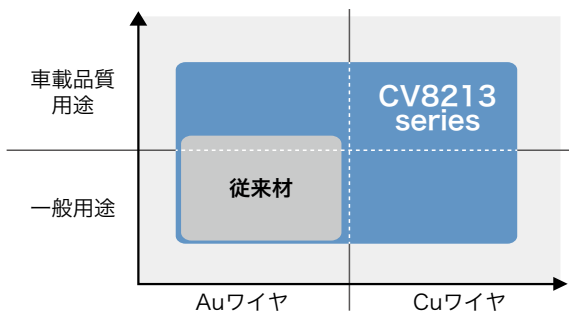 車載品質
用途
CV8213
series
従来材
一般用途
Auワイヤ
Cuワイヤ